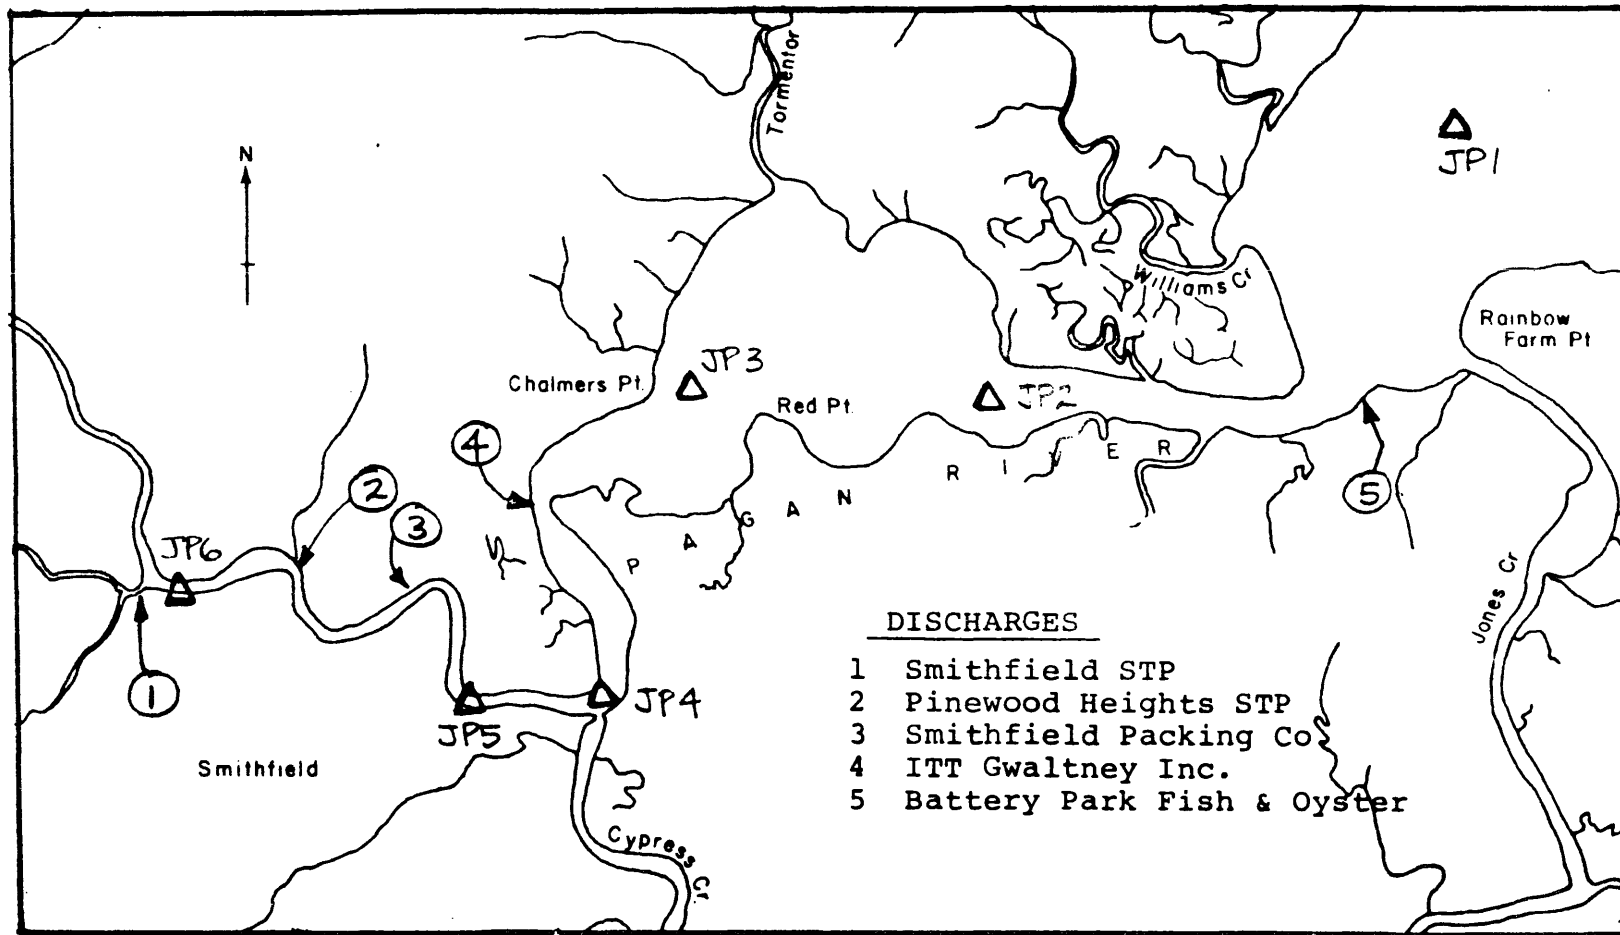 N
Tormentor
JP1
Williams Cr
Rainbow
Farm Pt
JP3
Chalmers Pt.
JP2
Red Pt.
4
PAGAN RIVER
2
3
5
JP6
Jones Cr
1
JP4
JP5
Smithfield
Cypress Cr.
DISCHARGES
1 Smithfield STP
2 Pinewood Heights STP
3 Smithfield Packing Co
4 ITT Gwaltney Inc.
5 Battery Park Fish & Oyster